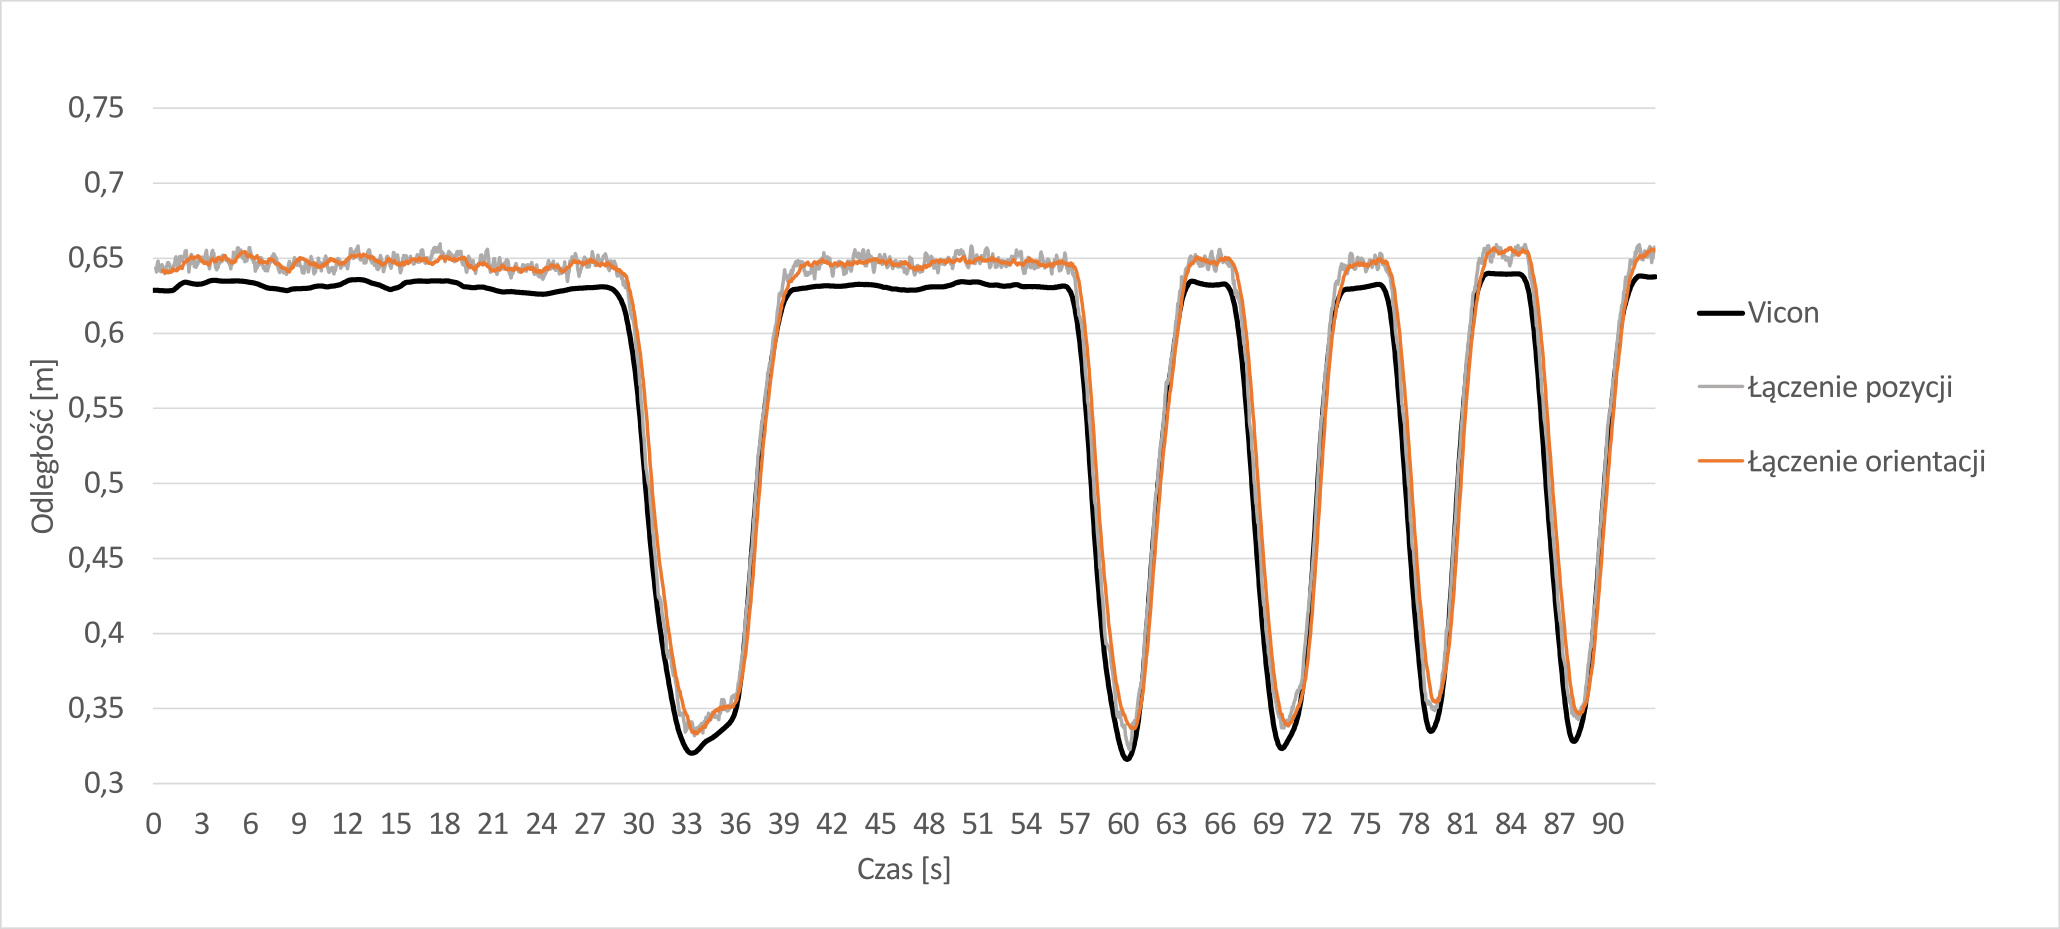 0,75
0,7
0,65
0,6
0,55
0,5
0,45
0,4
0,35
0,3
Odległość [m]
0 3 6 9 12 15 18 21 24 27 30 33 36 39 42 45 48 51 54 57 60 63 66 69 72 75 78 81 84 87 90
Czas [s]
Vicon
Łączenie pozycji
Łączenie orientacji